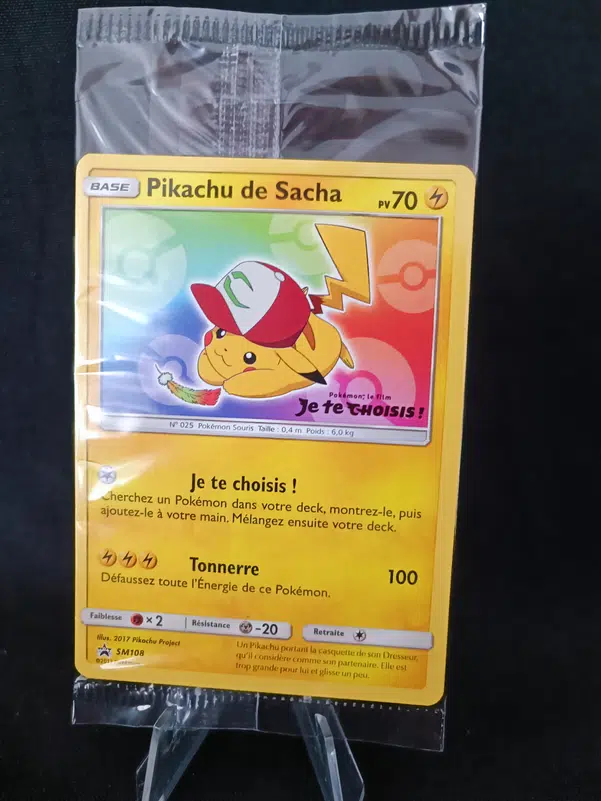 BASE Pikachu de Sacha PV 70
Pokémon, le film
Je te CHOISIS !
N° 025 Pokémon Souris Taille : 0,4 m Poids : 6,0 kg
Je te choisis !
Cherchez un Pokémon dans votre deck, montrez-le, puis
ajoutez-le à votre main. Mélangez ensuite votre deck.
Tonnerre 100
Défaussez toute l'Énergie de ce Pokémon.
Faiblesse × 2 Résistance -20 Retraite
Illus. 2017 Pikachu Project
SM108
Un Pikachu portant la casquette de son Dresseur,
qu'il considère comme son partenaire. Elle est
trop grande pour lui et glisse un peu.